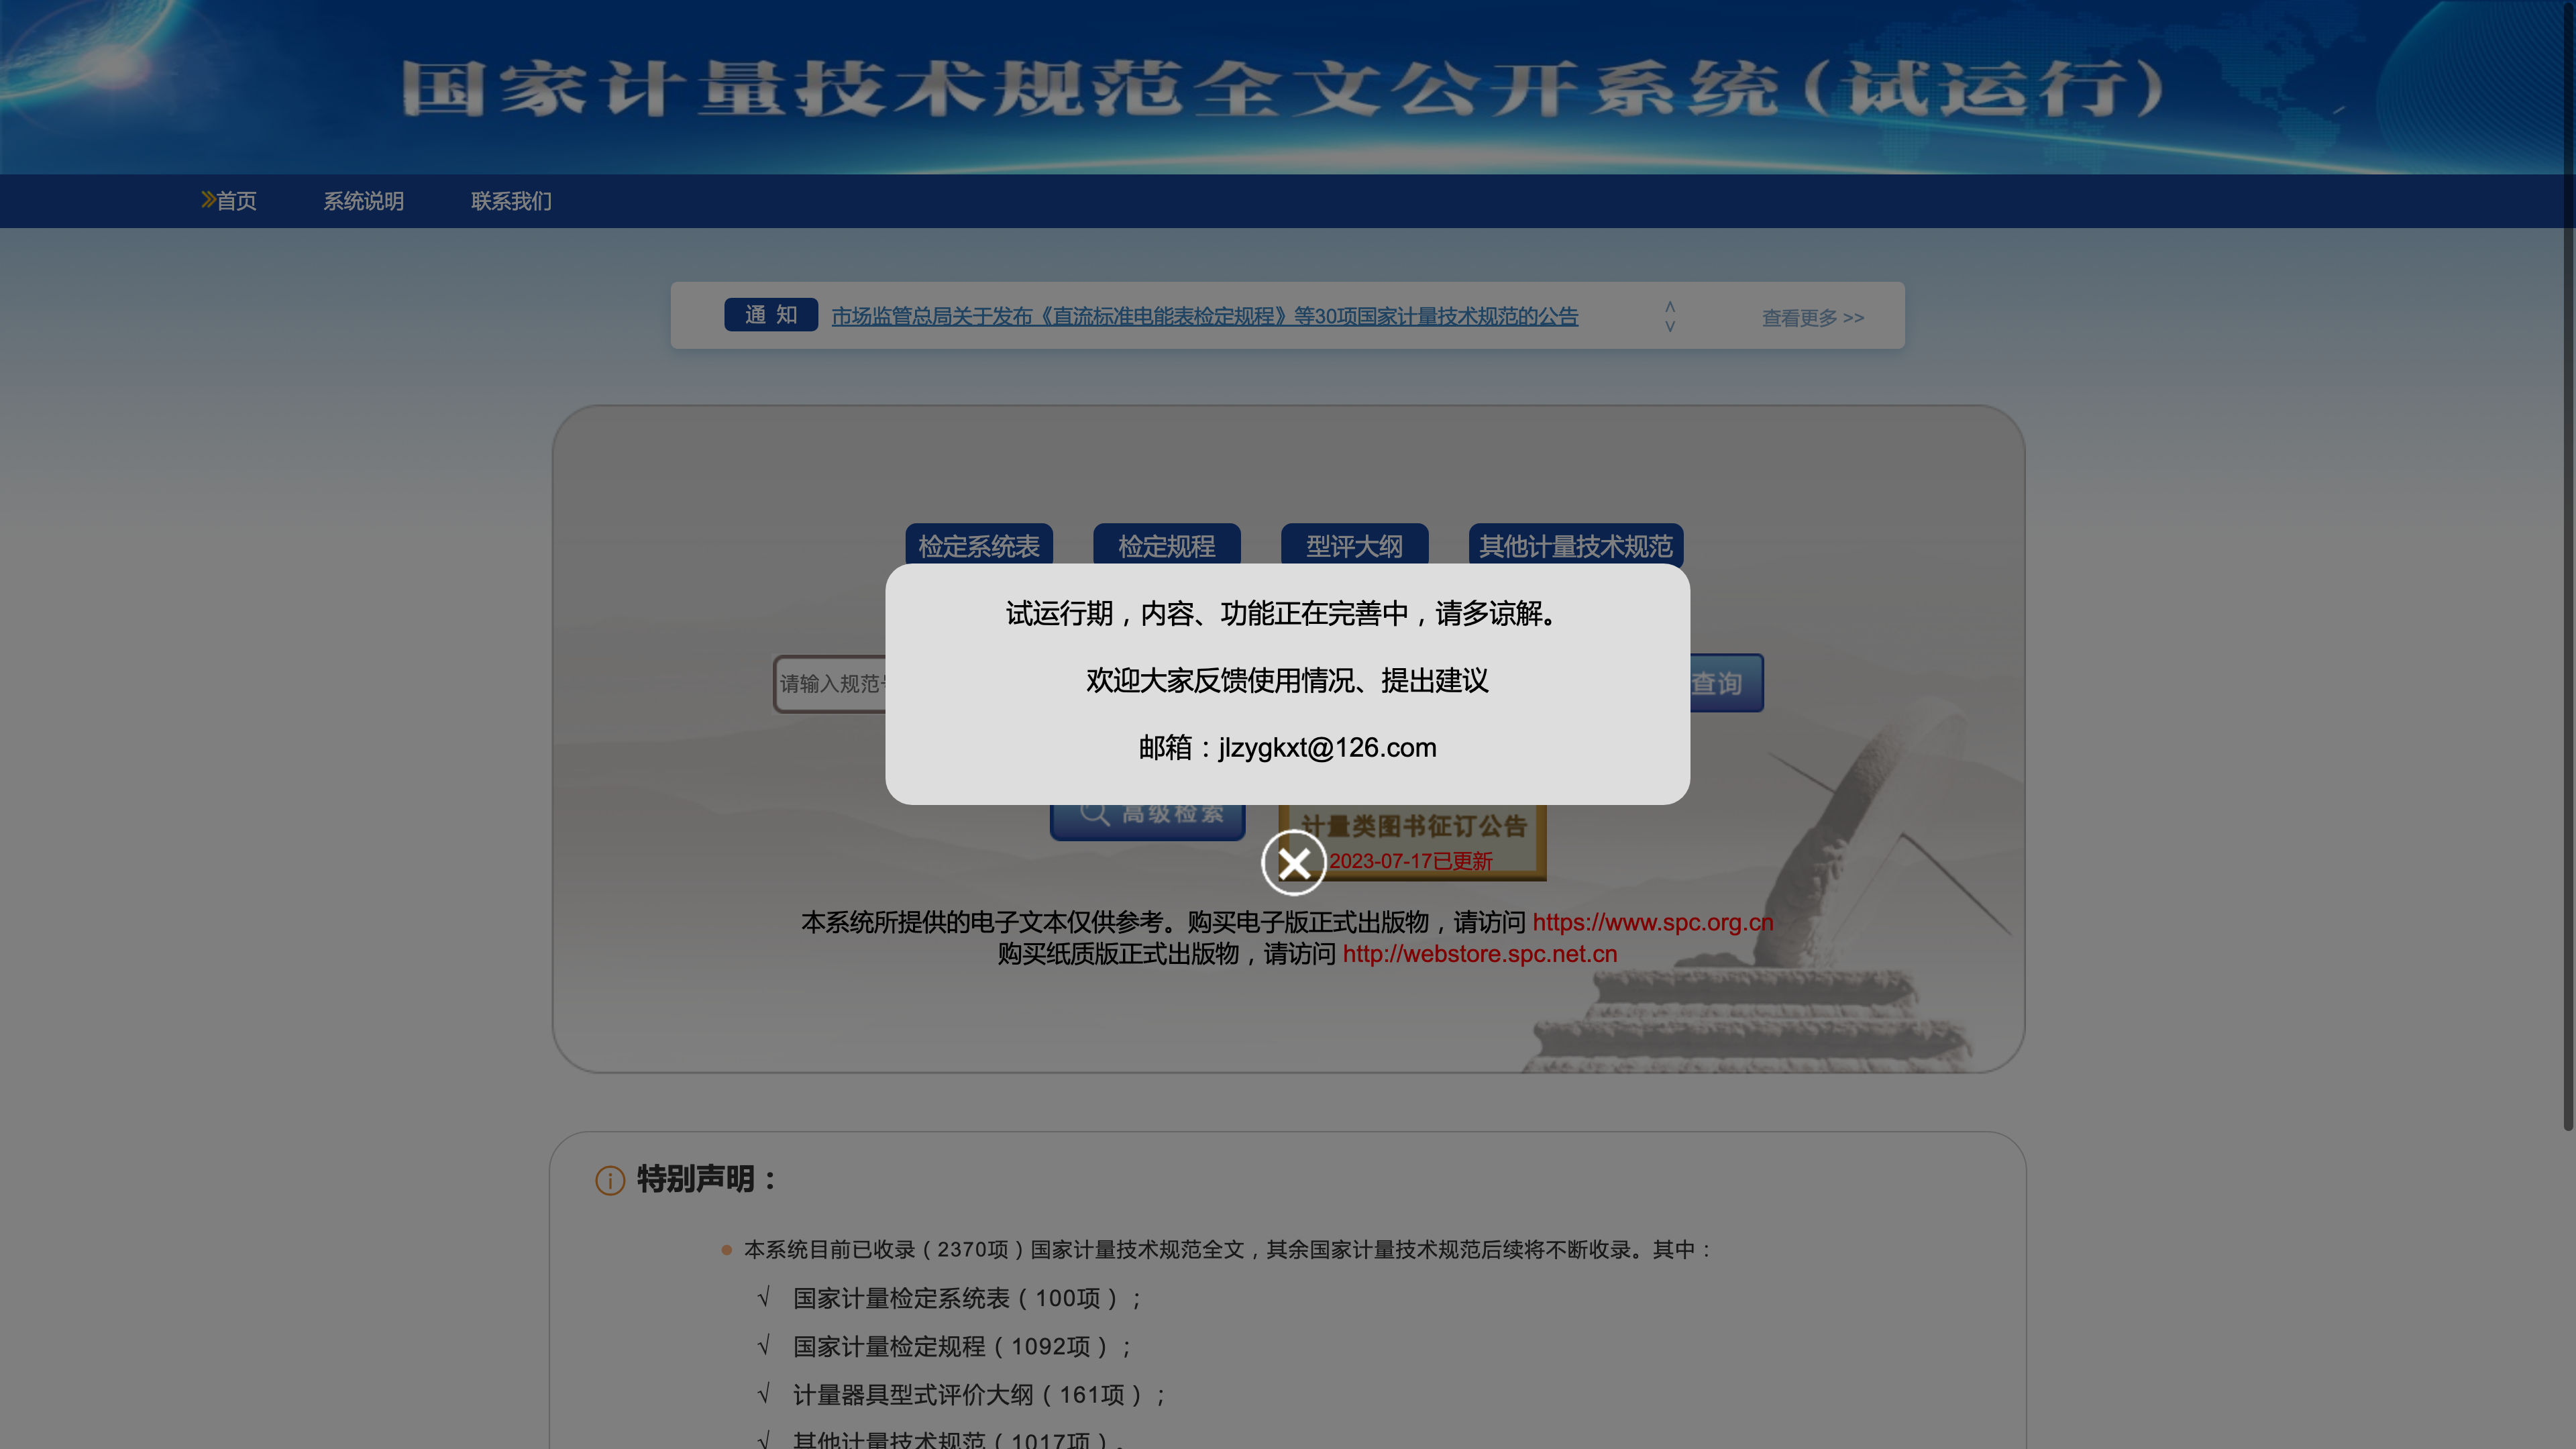 国家计量技术规范全文公开系统(试运行)
首页 系统说明 联系我们
通 知 市场监管总局关于发布《直流标准电能表检定规程》等30项国家计量技术规范的公告 查看更多 >>
检定系统表 检定规程 型评大纲 其他计量技术规范
试运行期，内容、功能正在完善中，请多谅解。
请输入规范
欢迎大家反馈使用情况、提出建议
查询
邮箱：jlzygkxt@126.com
高级检索
计量类图书征订公告
2023-07-17已更新
本系统所提供的电子文本仅供参考。购买电子版正式出版物，请访问 https://www.spc.org.cn
购买纸质版正式出版物，请访问 http://webstore.spc.net.cn
特别声明：
本系统目前已收录（2370项）国家计量技术规范全文，其余国家计量技术规范后续将不断收录。其中：
√ 国家计量检定系统表（100项）；
√ 国家计量检定规程（1092项）；
√ 计量器具型式评价大纲（161项）；
√ 其他计量技术规范（1017项）。